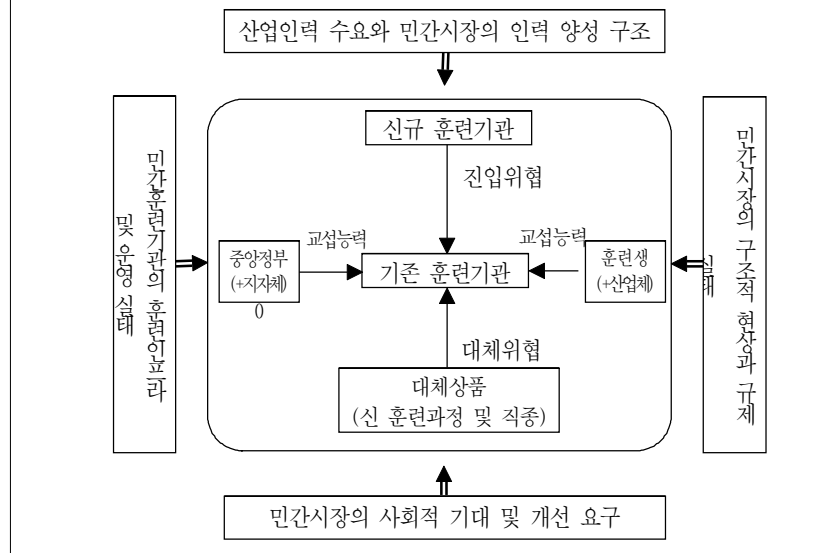 산업인력 수요와 민간시장의 인력 양성 구조
신규 훈련기관
진입위협
민간훈련기관의 훈련인프라
및 운영 실태
교섭능력
교섭능력
중앙정부
(+지자체)
()
기존 훈련기관
훈련생
(+산업체)
민간시장의 구조적 현상과 규제
실태
대체위협
대체상품
(신 훈련과정 및 직종)
민간시장의 사회적 기대 및 개선 요구